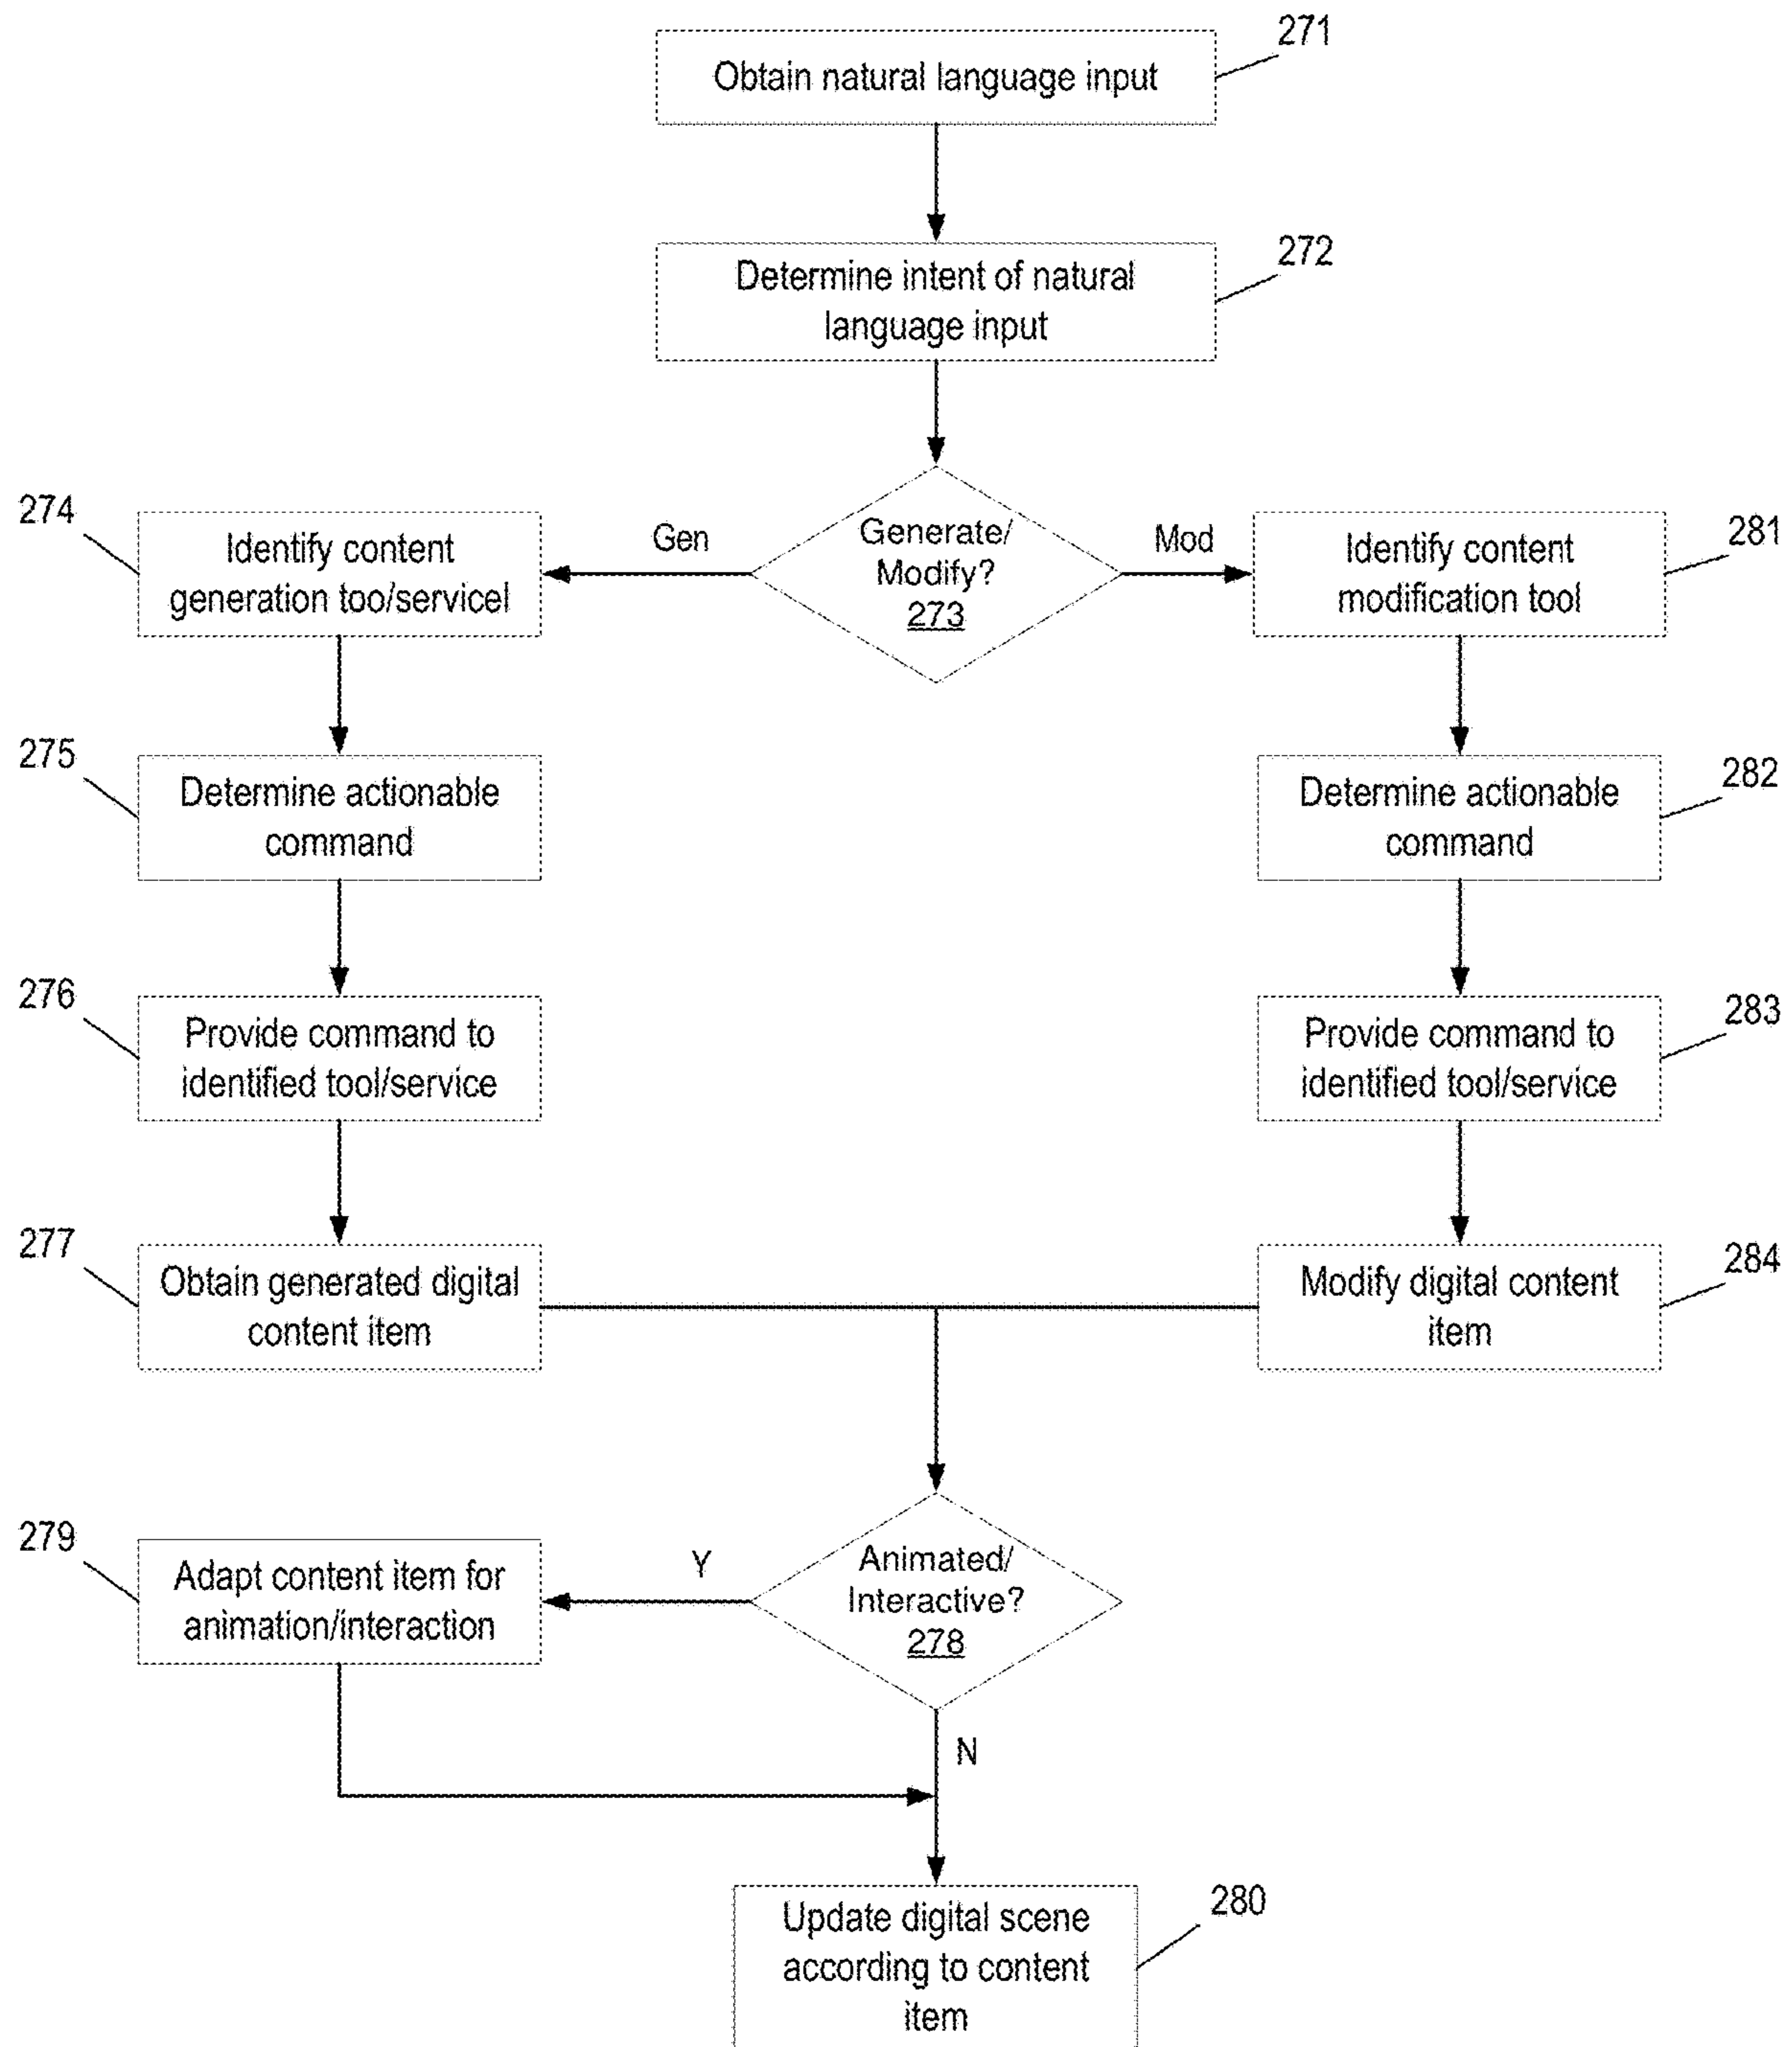 271
Obtain natural language input
272
Determine intent of natural
language input
Generate/
Modify?
273
Gen
Mod
274
Identify content
generation too/servicel
281
Identify content
modification tool
275
Determine actionable
command
282
Determine actionable
command
276
Provide command to
identified tool/service
283
Provide command to
identified tool/service
277
Obtain generated digital
content item
284
Modify digital content
item
279
Adapt content item for
animation/interaction
Y
Animated/
Interactive?
278
N
280
Update digital scene
according to content
item